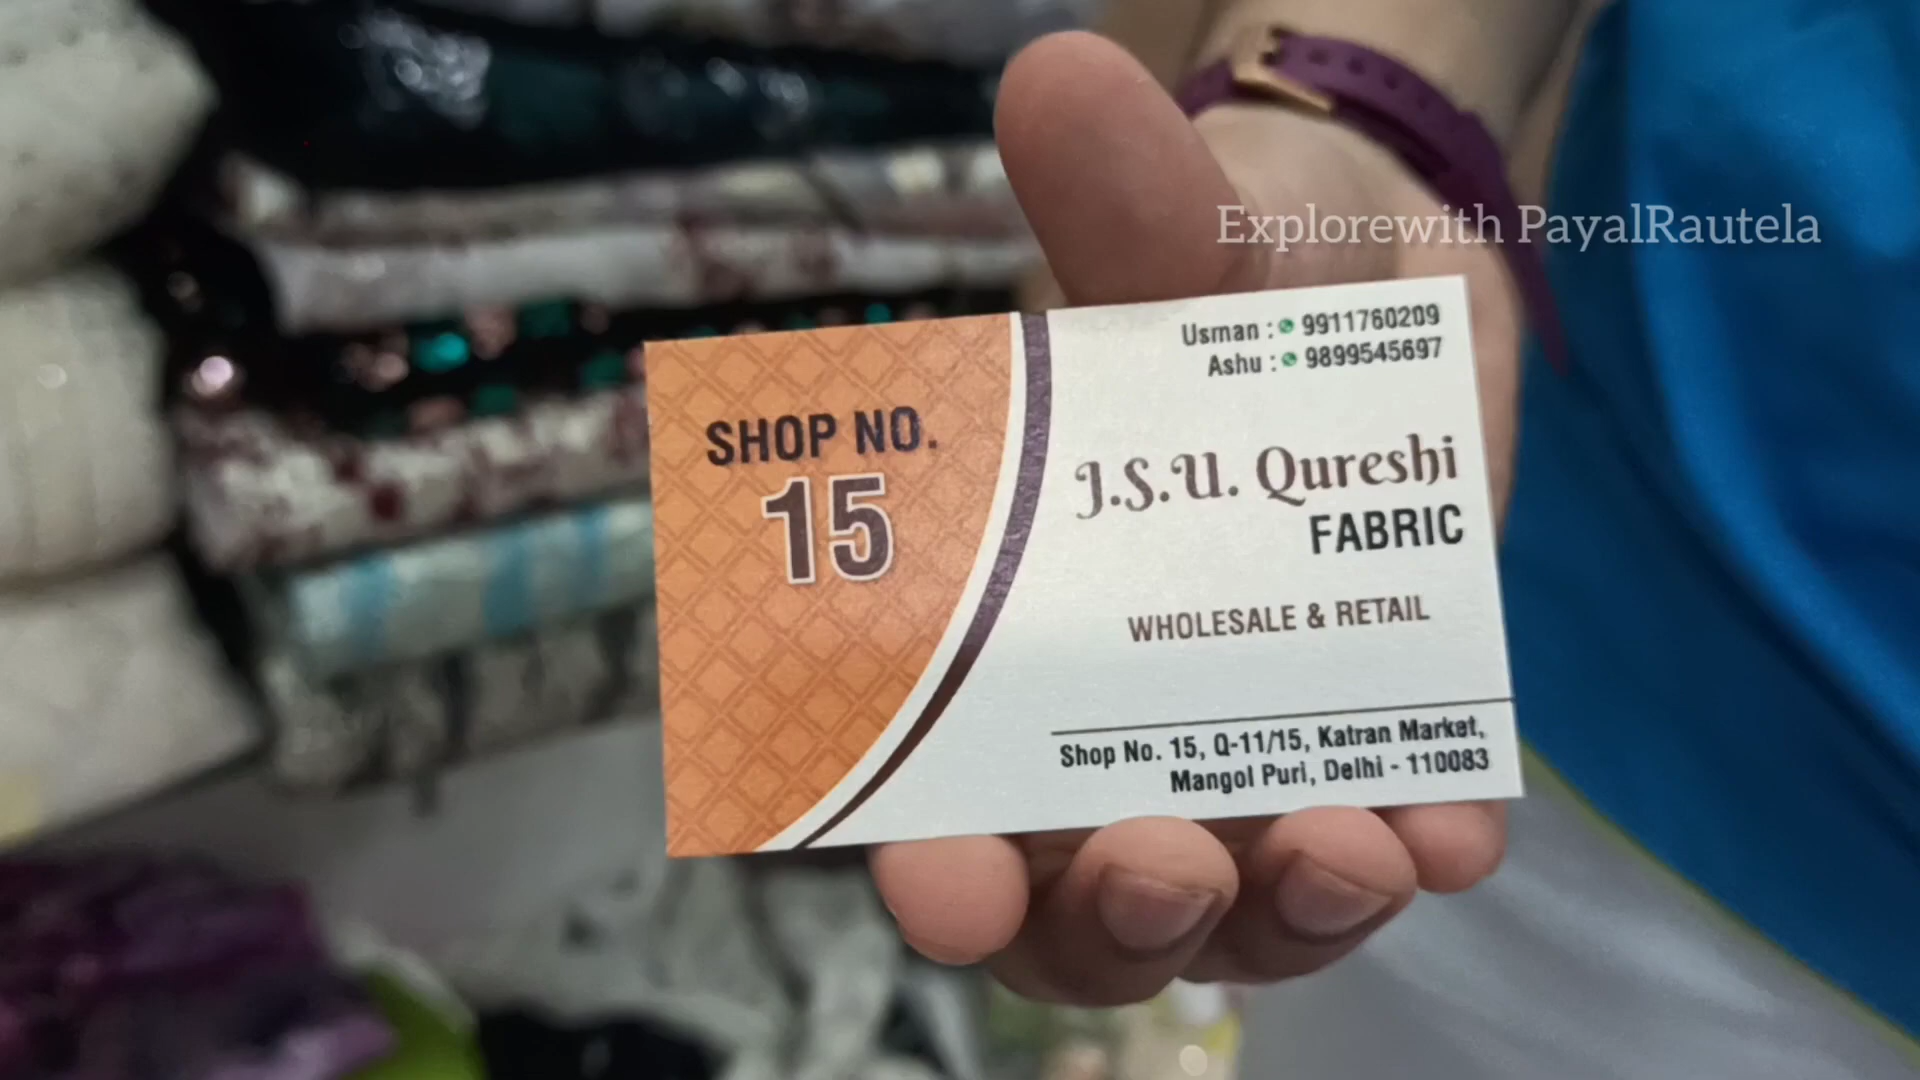 Explorewith PayalRautela
SHOP NO.
15
Usman : 9911760209
Ashu : 9899545697
J.S.U. Qureshi
FABRIC
WHOLESALE & RETAIL
Shop No. 15, Q-11/15, Katran Market,
Mangol Puri, Delhi - 110083